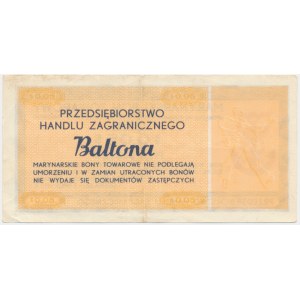 PRZEDSIĘBIORSTWO
HANDLU ZAGRANICZNEGO
Baltona
MARYNARSKIE BONY TOWAROWE NIE PODLEGAJĄ
UMORZENIU I W ZAMIAN UTRACONYCH BONÓW
NIE WYDAJE SIĘ DOKUMENTÓW ZASTĘPCZYCH